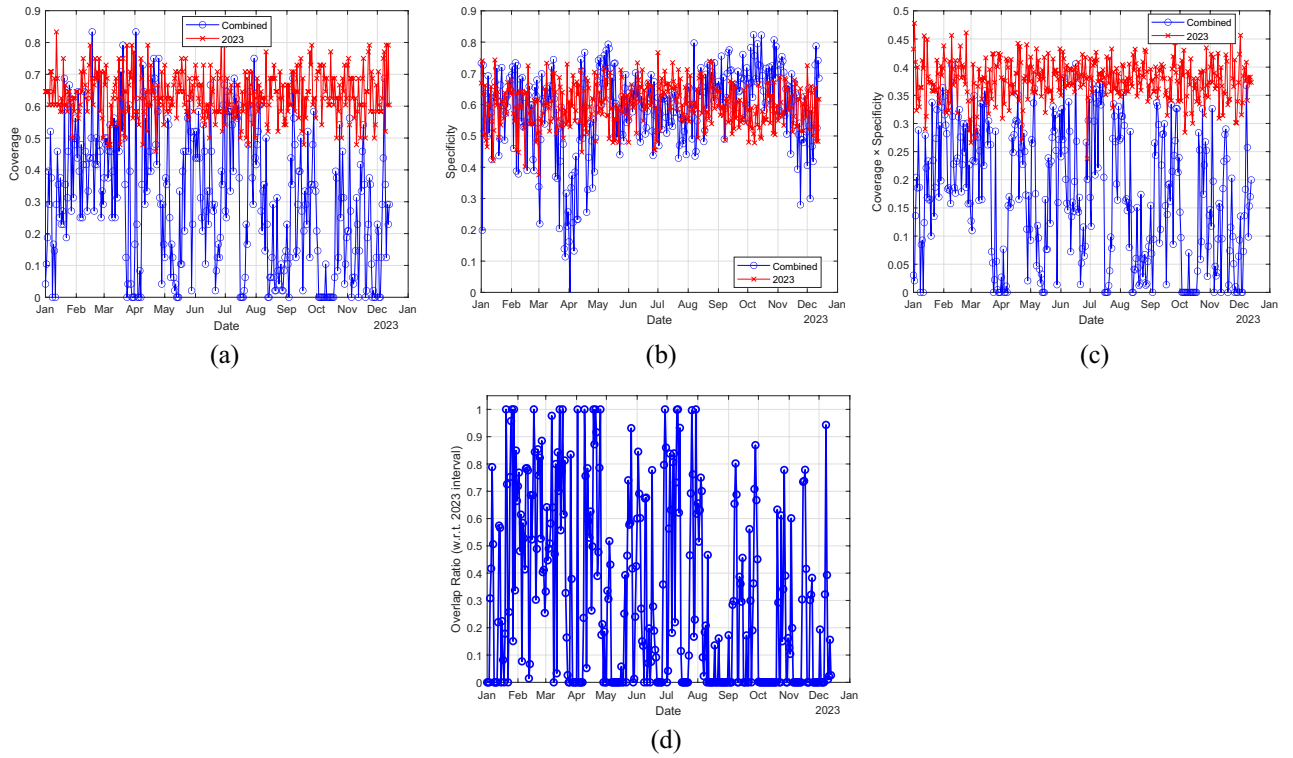 0.9
0.8
0.7
0.6
0.5
0.4
0.3
0.2
0.1
0
Coverage
Combined
2023
Jan Feb Mar Apr May Jun Jul Aug Sep Oct Nov Dec Jan
Date
2023
(a)
0.9
0.8
0.7
0.6
0.5
0.4
0.3
0.2
0.1
0
Specificity
Combined
2023
Jan Feb Mar Apr May Jun Jul Aug Sep Oct Nov Dec Jan
Date
2023
(b)
0.5
0.45
0.4
0.35
0.3
0.25
0.2
0.15
0.1
0.05
0
Coverage × Specificity
Combined
2023
Jan Feb Mar Apr May Jun Jul Aug Sep Oct Nov Dec Jan
Date
2023
(c)
1
0.9
0.8
0.7
0.6
0.5
0.4
0.3
0.2
0.1
0
Overlap Ratio (w.r.t. 2023 interval)
Jan Feb Mar Apr May Jun Jul Aug Sep Oct Nov Dec Jan
Date
2023
(d)